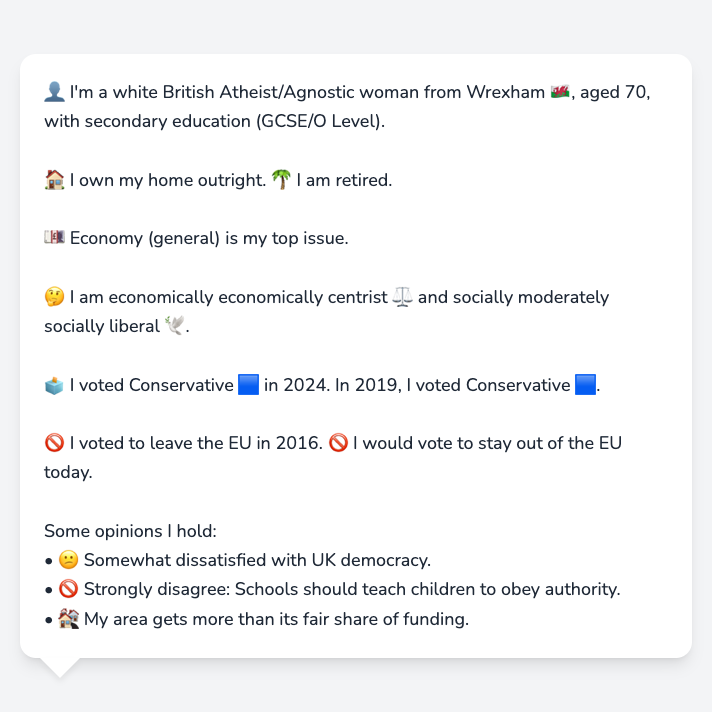 👤 I'm a white British Atheist/Agnostic woman from Wrexham 🏴󠁧󠁢󠁷󠁬󠁳󠁿, aged 70,
with secondary education (GCSE/O Level).
🏠 I own my home outright. 🌴 I am retired.
💷 Economy (general) is my top issue.
🤔 I am economically economically centrist ⚖️ and socially moderately
socially liberal 🕊️.
🗳️ I voted Conservative 🟦 in 2024. In 2019, I voted Conservative 🟦.
🚫 I voted to leave the EU in 2016. 🚫 I would vote to stay out of the EU
today.
Some opinions I hold:
• 😕 Somewhat dissatisfied with UK democracy.
• 🚫 Strongly disagree: Schools should teach children to obey authority.
• 🏘️ My area gets more than its fair share of funding.